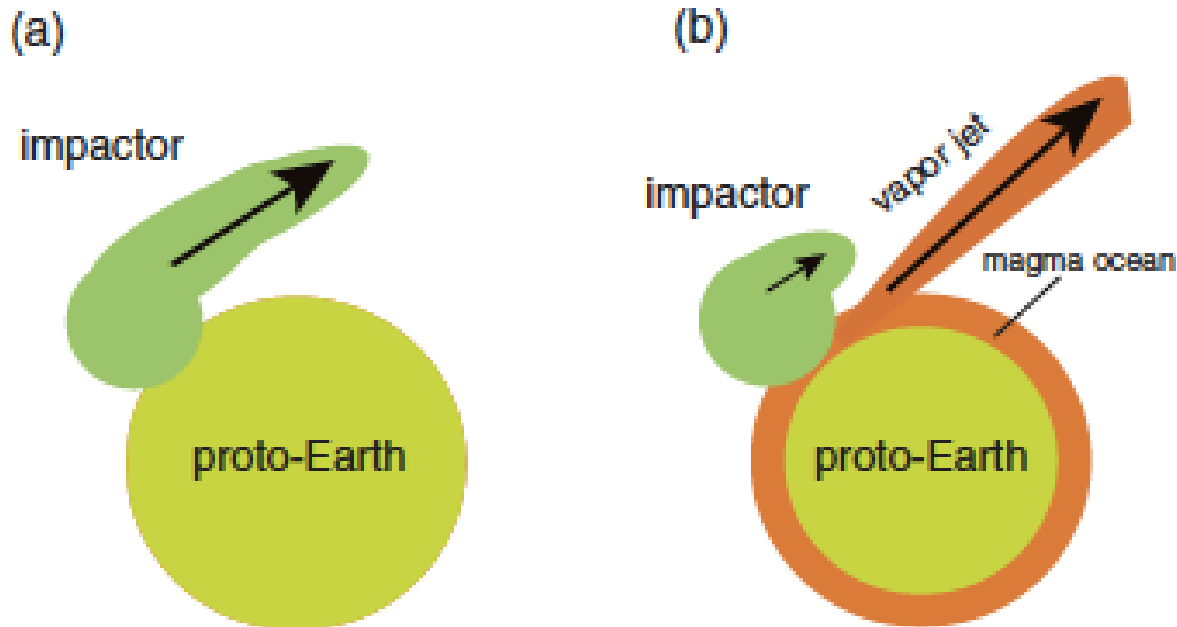 (a)
impactor
proto-Earth
(b)
vapor jet
impactor
magma ocean
proto-Earth